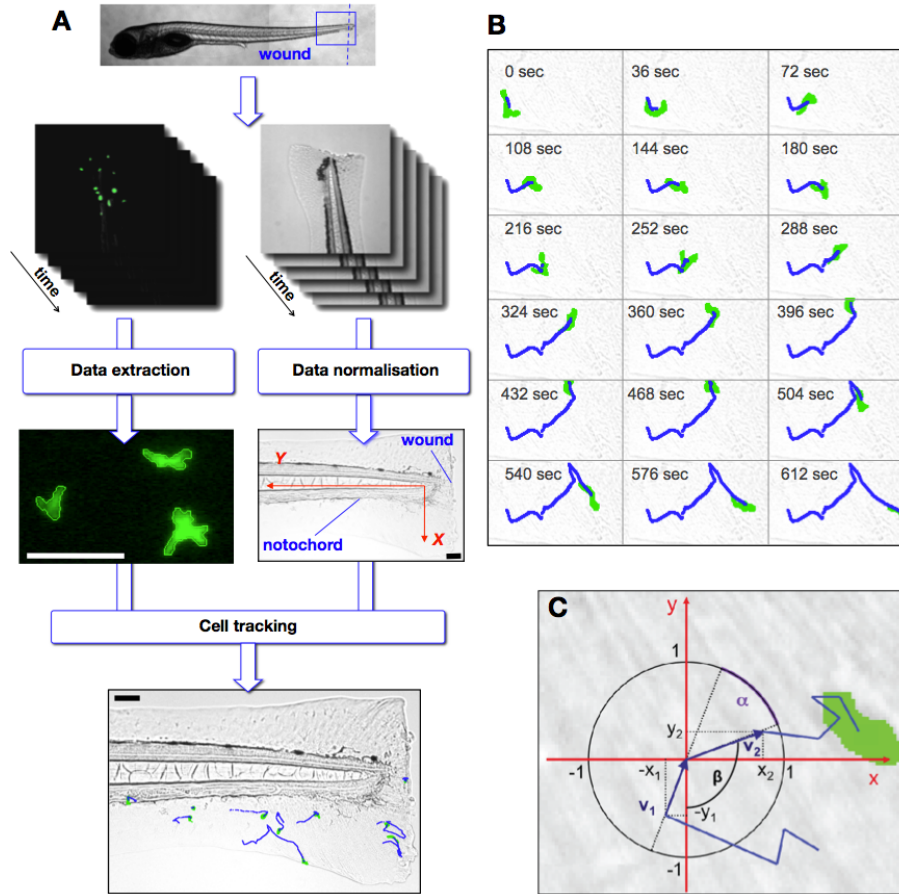 A
wound
time
time
Data extraction
Data normalisation
wound
Y
X
notochord
Cell tracking
B
0 sec
36 sec
72 sec
108 sec
144 sec
180 sec
216 sec
252 sec
288 sec
324 sec
360 sec
396 sec
432 sec
468 sec
504 sec
540 sec
576 sec
612 sec
C
y
1
α
y₂
v₂
-1
-x₁
β
x₂
1
x
v₁
-y₁
-1